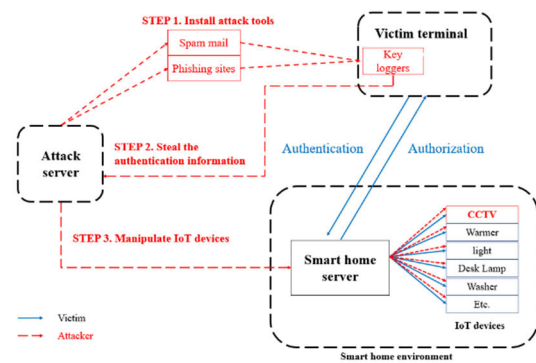 STEP 1. Install attack tools
Victim terminal
Spam mail
Phishing sites
Key
loggers
Attack
server
STEP 2. Steal the
authentication information
Authentication
Authorization
STEP 3. Manipulate IoT devices
Smart home
server
CCTV
Warmer
light
Desk Lamp
Washer
Etc.
IoT devices
Victim
Attacker
Smart home environment